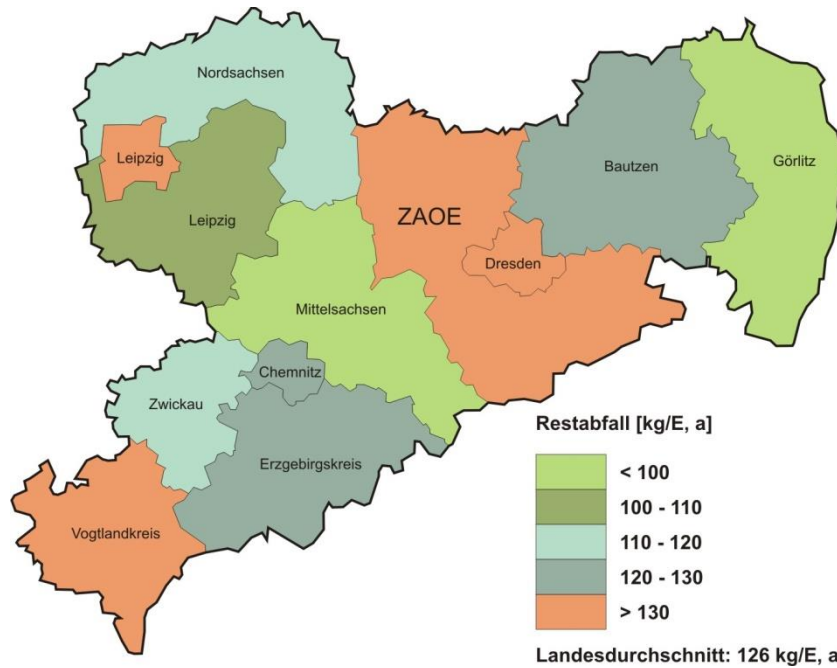 Nordsachsen
Leipzig
Bautzen
Görlitz
Leipzig
ZAOE
Dresden
Mittelsachsen
Chemnitz
Zwickau
Erzgebirgskreis
Vogtlandkreis
Restabfall [kg/E, a]
< 100
100 - 110
110 - 120
120 - 130
> 130
Landesdurchschnitt: 126 kg/E, a